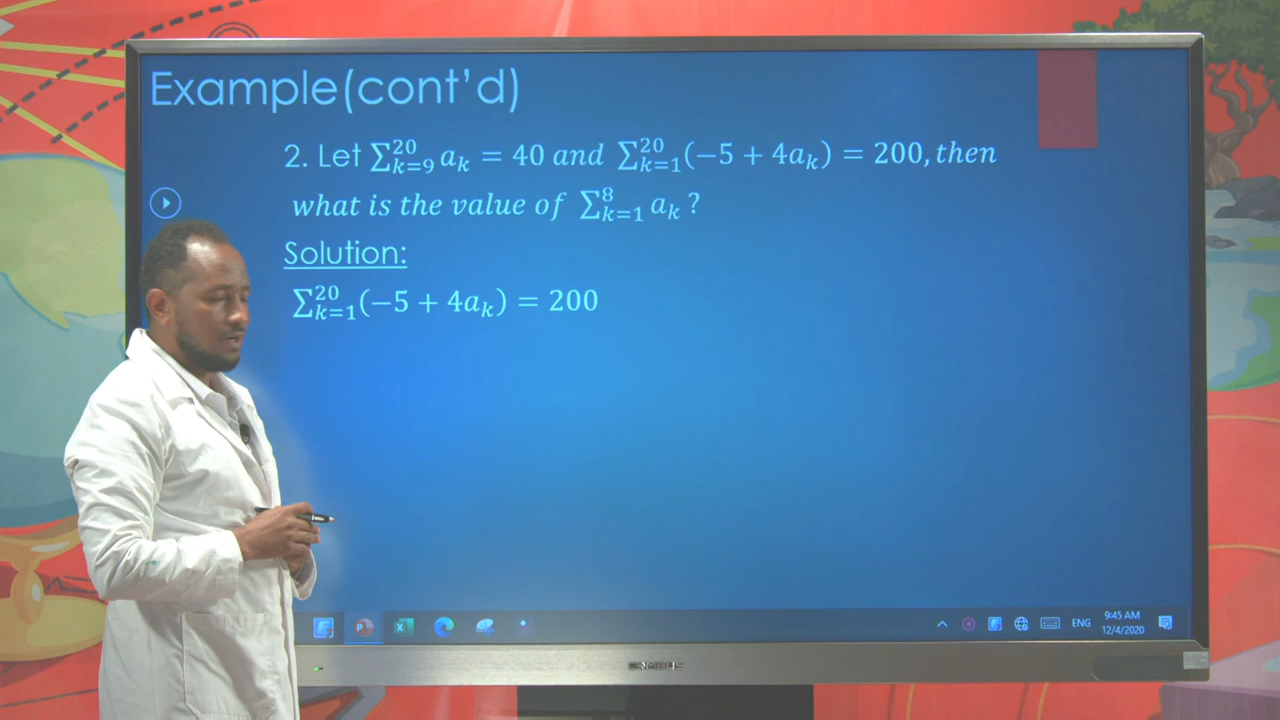 Example(cont’d)
2. Let ∑_{k=9}^{20} a_k = 40 and ∑_{k=1}^{20}(−5 + 4a_k) = 200, then
what is the value of ∑_{k=1}^{8} a_k ?
Solution:
∑_{k=1}^{20}(−5 + 4a_k) = 200
ENG
9:45 AM
12/4/2020